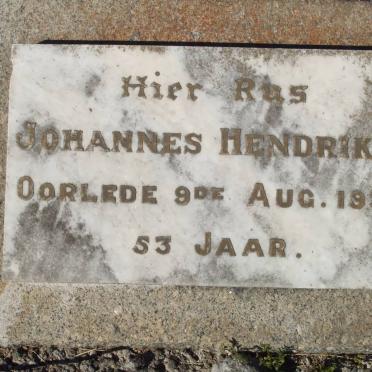 Hier Rus
JOHANNES HENDRIK
OORLEDE 9DE AUG. 19
53 JAAR.